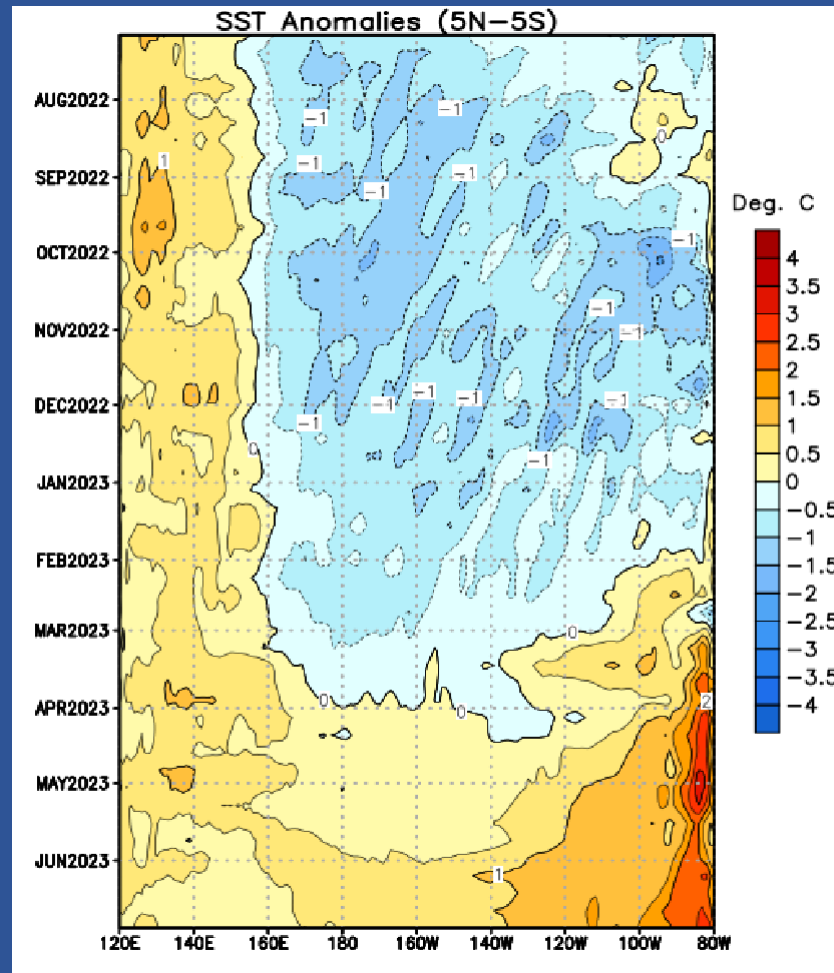 SST Anomalies (5N-5S)
AUG2022
SEP2022
OCT2022
NOV2022
DEC2022
JAN2023
FEB2023
MAR2023
APR2023
MAY2023
JUN2023
120E 140E 160E 180 160W 140W 120W 100W 80W
-1
-1
0
1
-1
-1
-1
-1
-1
-1
-1
-1
-1
-1
-1
0
-1
0
0
0
2
1
Deg. C
4
3.5
3
2.5
2
1.5
1
0.5
0
-0.5
-1
-1.5
-2
-2.5
-3
-3.5
-4